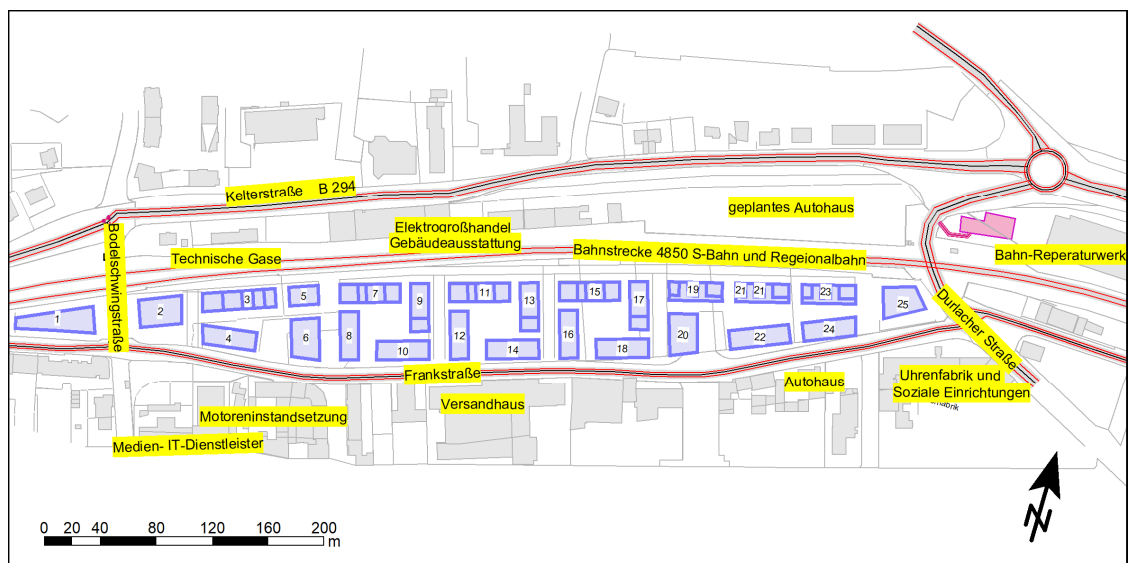 Kelterstraße B 294
geplantes Autohaus
Elektrogroßhandel
Gebäudeausstattung
Bodelschwingstraße
Technische Gase
Bahnstrecke 4850 S-Bahn und Regeionalbahn
Bahn-Reperaturwerk
1
2
3
4
5
6
7
8
9
10
11
12
13
14
15
16
17
18
19
20
21
21
22
23
24
25
Durlacher Straße
Frankstraße
Autohaus
Uhrenfabrik und
Soziale Einrichtungen
Versandhaus
Motoreninstandsetzung
Medien- IT-Dienstleister
N
0 20 40 80 120 160 200
m